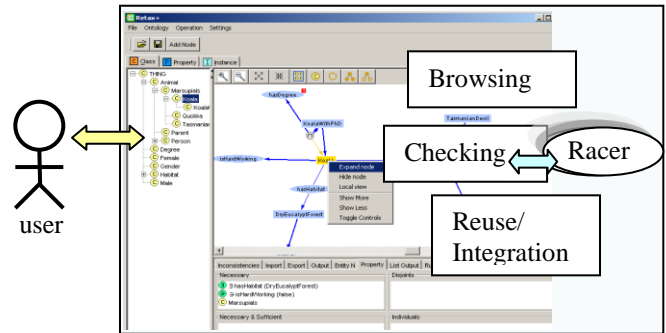 Retax+
File Ontology Operation Settings
Add Node
Class Property Instance
THING
Animal
Marsupials
Koala
Quokka
Parent
Person
Degree
Female
Gender
Habitat
Male
hasDegree
KoalaWithPhD
TasmanianDevil
isHardWorking
Koala
hasHabitat
DryEucalyptForest
Expand node
Hide node
Local view
Show More
Show Less
Toggle Controls
Browsing
Checking
Racer
Reuse/
Integration
user
Inconsistencies Import Export Output Entity N Property List Output
Necessary
Disjoints
∃ hasHabitat (DryEucalyptForest)
∋ isHardWorking (false)
Marsupials
Necessary & Sufficient
Individuals